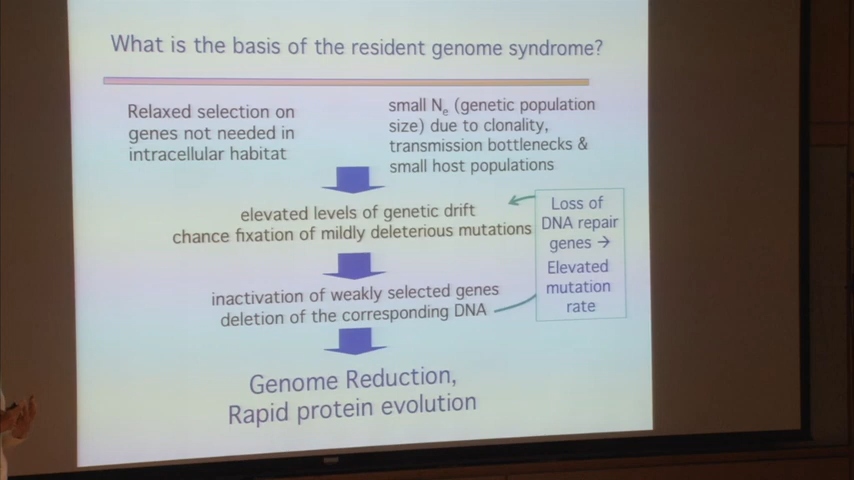 What is the basis of the resident genome syndrome?
Relaxed selection on
genes not needed in
intracellular habitat
small Ne (genetic population
size) due to clonality,
transmission bottlenecks &
small host populations
elevated levels of genetic drift
chance fixation of mildly deleterious mutations
Loss of
DNA repair
genes →
Elevated
mutation
rate
inactivation of weakly selected genes
deletion of the corresponding DNA
Genome Reduction,
Rapid protein evolution